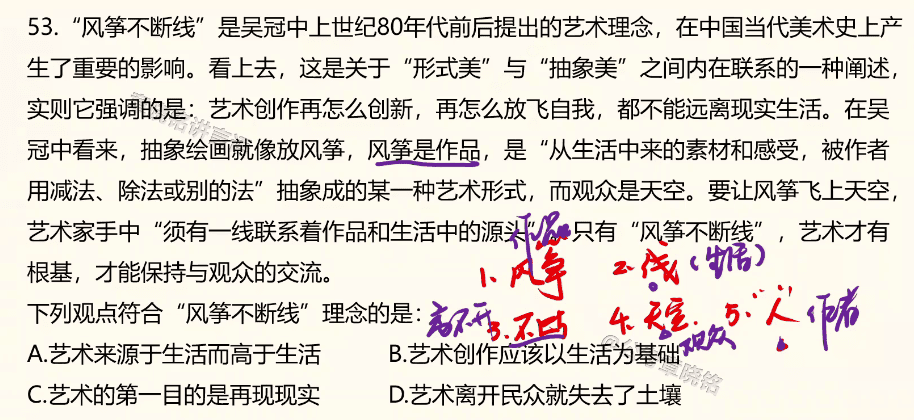 53.“风筝不断线”是吴冠中上世纪80年代前后提出的艺术理念，在中国当代美术史上产
生了重要的影响。看上去，这是关于“形式美”与“抽象美”之间内在联系的一种阐述，
实则它强调的是：艺术创作再怎么创新，再怎么放飞自我，都不能远离现实生活。在吴
冠中看来，抽象绘画就像放风筝，风筝是作品，是“从生活中来的素材和感受，被作者
用减法、除法或别的法”抽象成的某一种艺术形式，而观众是天空。要让风筝飞上天空，
艺术家手中“须有一线联系着作品和生活中的源头”。只有“风筝不断线”，艺术才有
作品
根基，才能保持与观众的交流。
1.风筝 2.线（生活）
下列观点符合“风筝不断线”理念的是：
离不开 3.不断 4.天空. 5.“人” 作者
观众
A.艺术来源于生活而高于生活 B.艺术创作应该以生活为基础
C.艺术的第一目的是再现现实 D.艺术离开民众就失去了土壤